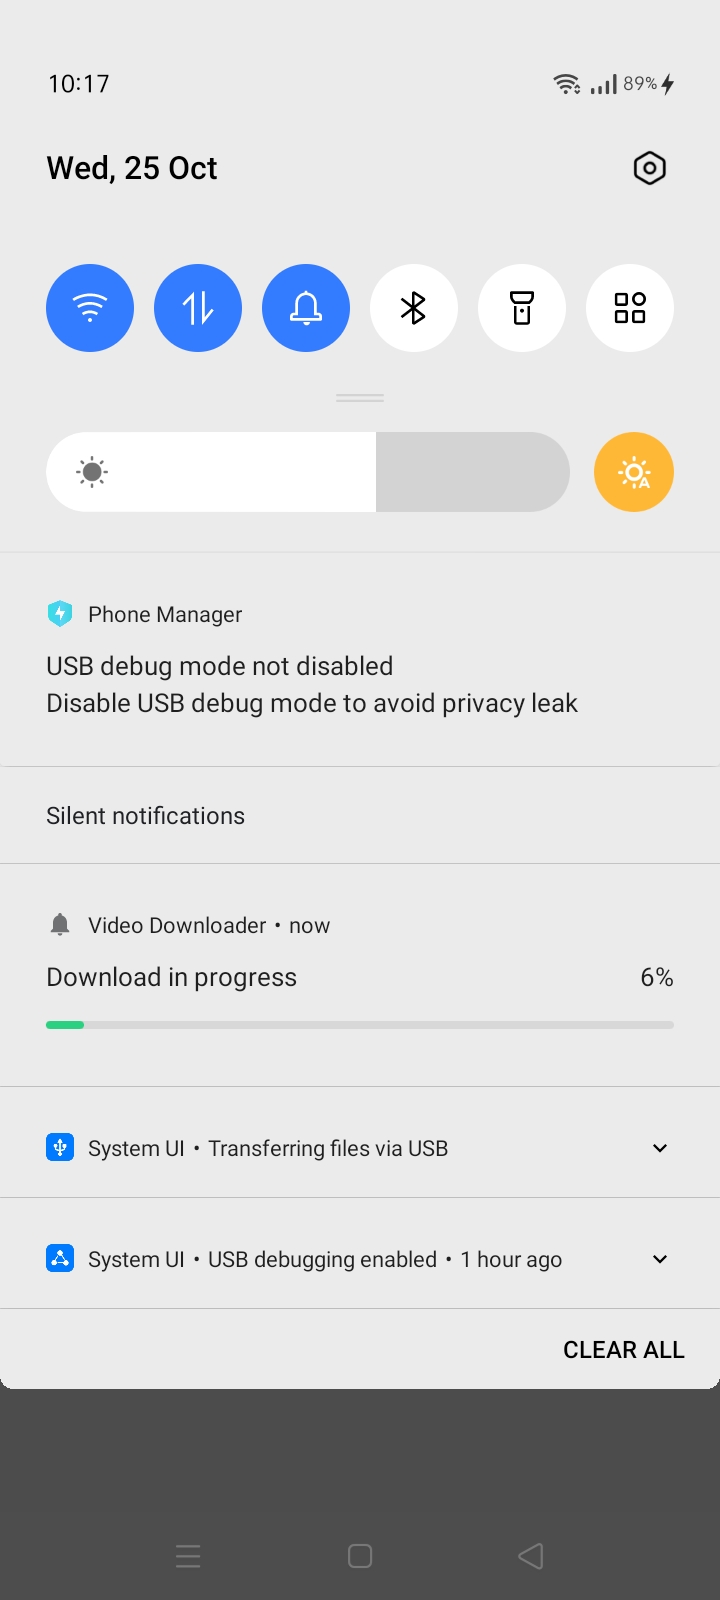 10:17 89%
Wed, 25 Oct
A
Phone Manager
USB debug mode not disabled
Disable USB debug mode to avoid privacy leak
Silent notifications
Video Downloader • now
Download in progress 6%
System UI • Transferring files via USB
System UI • USB debugging enabled • 1 hour ago
CLEAR ALL